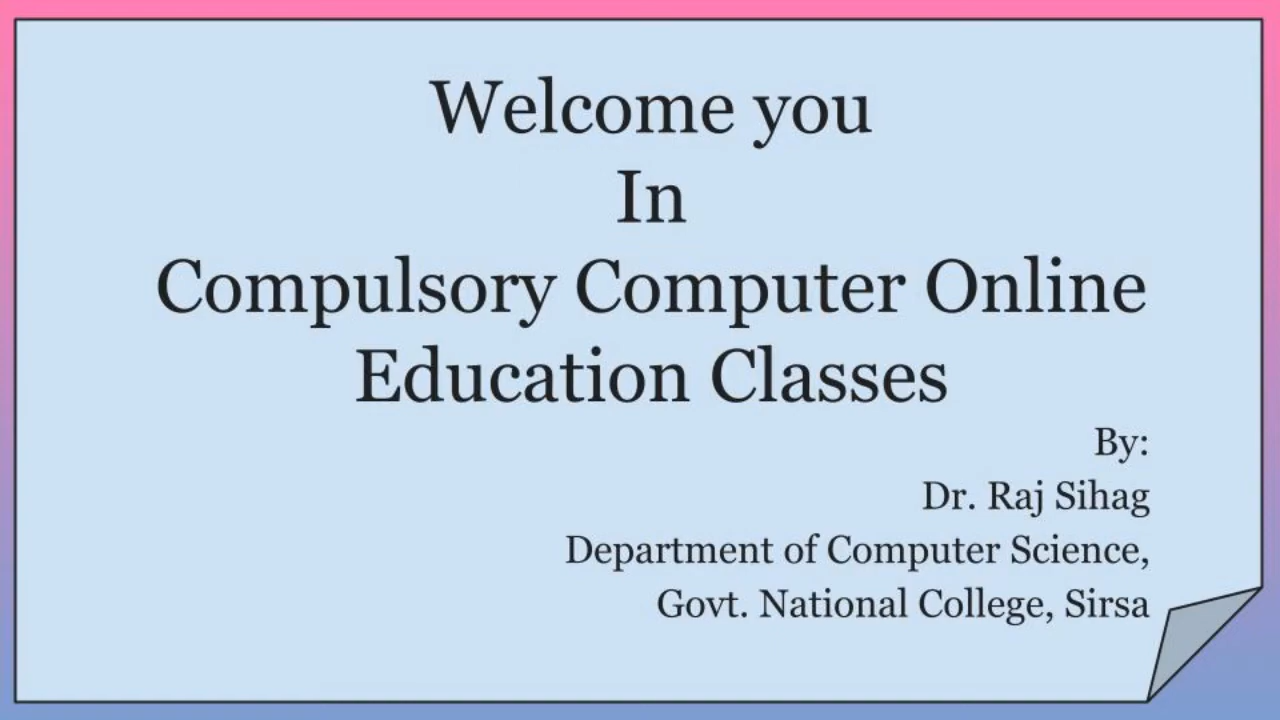 Welcome you
In
Compulsory Computer Online
Education Classes
By:
Dr. Raj Sihag
Department of Computer Science,
Govt. National College, Sirsa